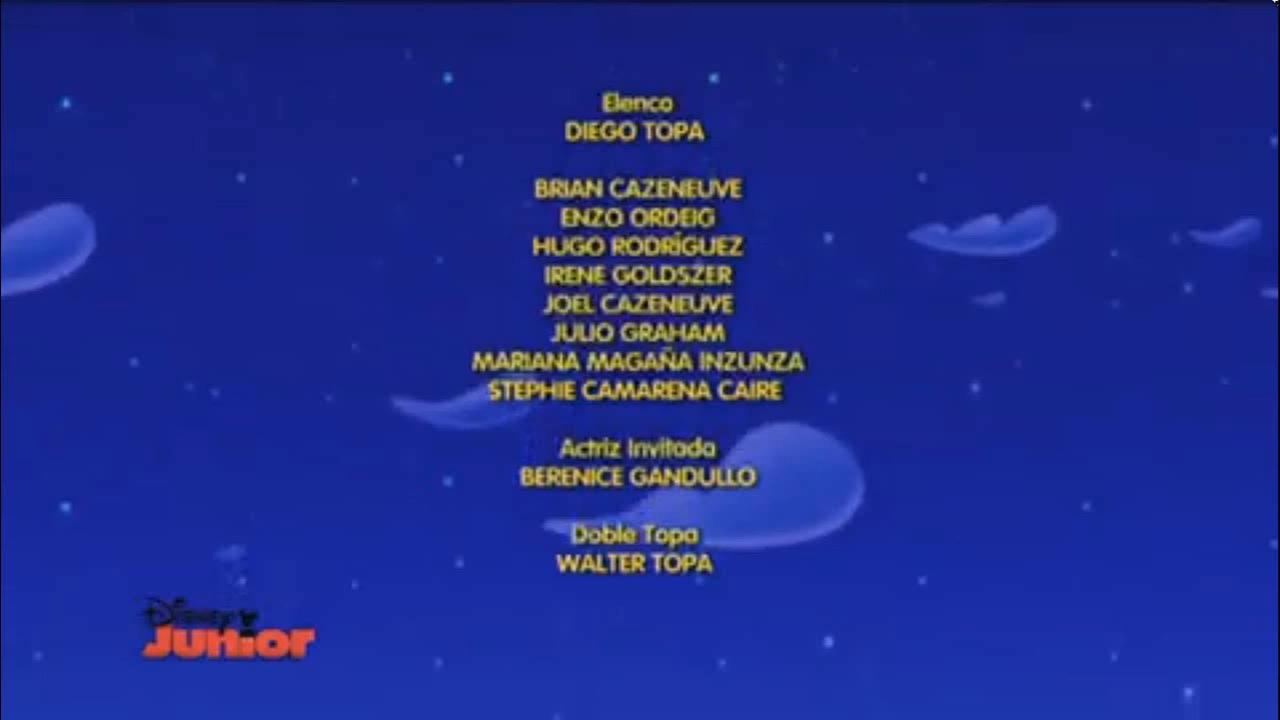 Elenco
DIEGO TOPA
BRIAN CAZENEUVE
ENZO ORDEIG
HUGO RODRÍGUEZ
IRENE GOLDSZER
JOEL CAZENEUVE
JULIO GRAHAM
MARIANA MAGAÑA INZUNZA
STEPHIE CAMARENA CAIRE
Actriz Invitada
BERENICE GANDULLO
Doble Topa
WALTER TOPA
Disney
Junior